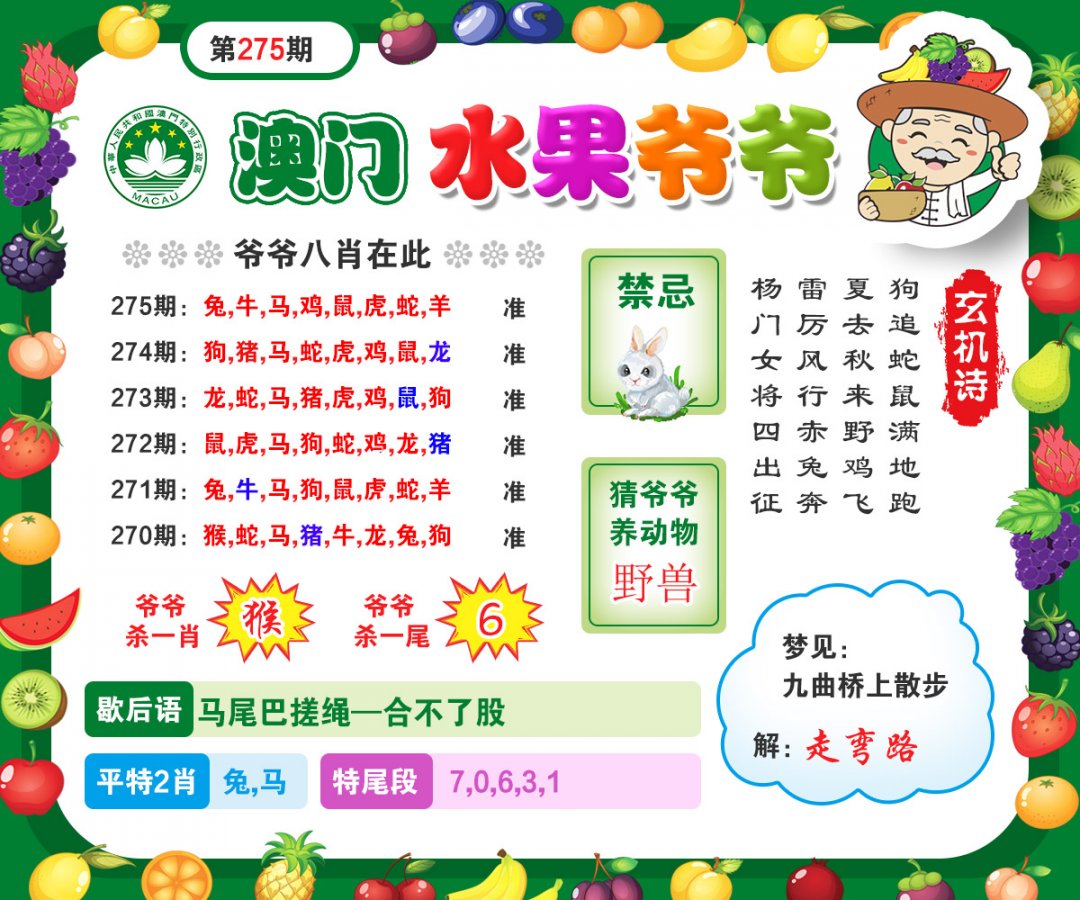 第275期
中華人民共和國澳門特別行政區
MACAU
澳门 水果爷爷
爷爷八肖在此
275期：兔,牛,马,鸡,鼠,虎,蛇,羊 准
274期：狗,猪,马,蛇,虎,鸡,鼠,龙 准
273期：龙,蛇,马,猪,虎,鸡,鼠,狗 准
272期：鼠,虎,马,狗,蛇,鸡,龙,猪 准
271期：兔,牛,马,狗,鼠,虎,蛇,羊 准
270期：猴,蛇,马,猪,牛,龙,兔,狗 准
爷爷
杀一肖
猴
爷爷
杀一尾
6
禁忌
猜爷爷
养动物
野兽
玄机诗
狗追蛇鼠满地跑
夏去秋来野鸡飞
雷厉风行赤兔奔
杨门女将四出征
歇后语 马尾巴搓绳—合不了股
平特2肖 兔,马
特尾段 7,0,6,3,1
梦见：
九曲桥上散步
解：走弯路